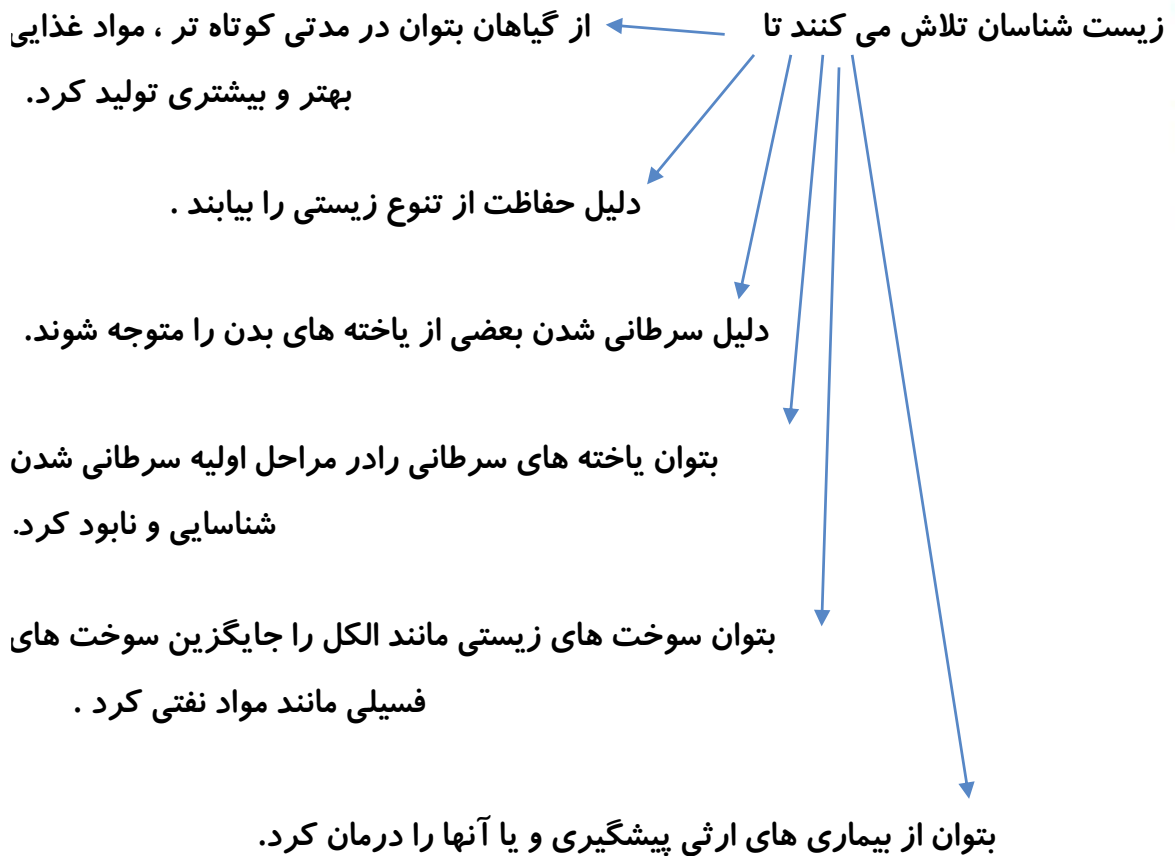 زیست شناسان تلاش می کنند تا از گیاهان بتوان در مدتی کوتاه تر ، مواد غذایی
بهتر و بیشتری تولید کرد.
دلیل حفاظت از تنوع زیستی را بیابند .
دلیل سرطانی شدن بعضی از یاخته های بدن را متوجه شوند.
بتوان یاخته های سرطانی رادر مراحل اولیه سرطانی شدن
شناسایی و نابود کرد.
بتوان سوخت های زیستی مانند الکل را جایگزین سوخت های
فسیلی مانند مواد نفتی کرد .
بتوان از بیماری های ارثی پیشگیری و یا آنها را درمان کرد.